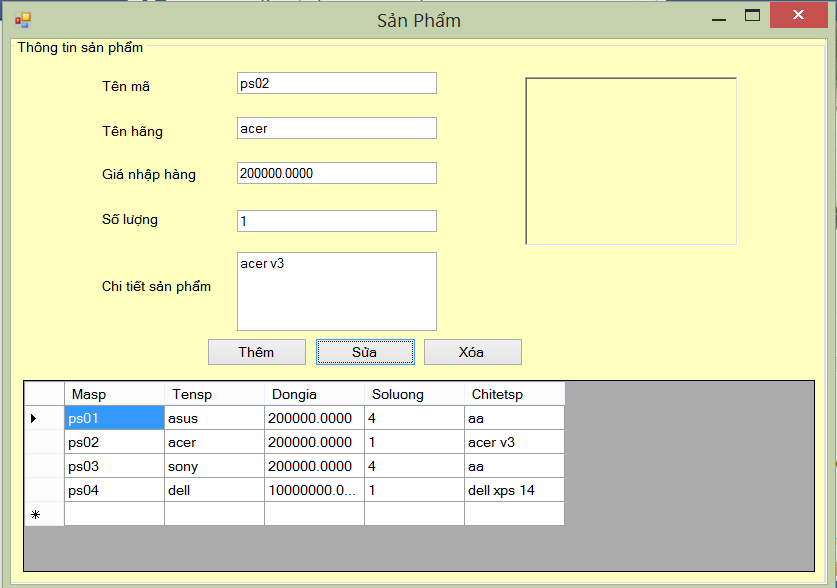 Sản Phẩm
Thông tin sản phẩm
Tên mã ps02
Tên hãng acer
Giá nhập hàng 200000.0000
Số lượng 1
Chi tiết sản phẩm acer v3
Thêm Sửa Xóa
Masp Tensp Dongia Soluong Chitetsp
ps01 asus 200000.0000 4 aa
ps02 acer 200000.0000 1 acer v3
ps03 sony 200000.0000 4 aa
ps04 dell 10000000.0... 1 dell xps 14